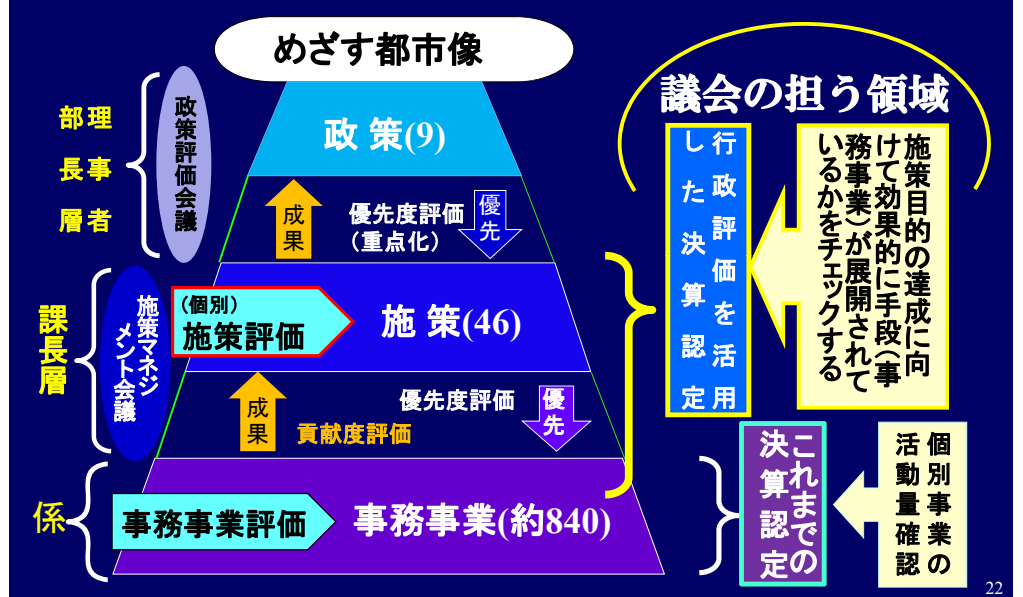 めざす都市像
議会の担う領域
理事者
部長層
政策評価会議
政 策(9)
成果
優先度評価
(重点化)
優先
課長層
施策マネジ
メント会議
(個別)
施策評価
施 策(46)
成果
貢献度評価
優先度評価
優先
係
事務事業評価
事務事業(約840)
行政評価を活用
した決算認定
施策目的の達成に向
けて効果的に手段(事
務事業)が展開されて
いるかをチェックする
これまでの
決算認定
個別事業の
活動量確認
22